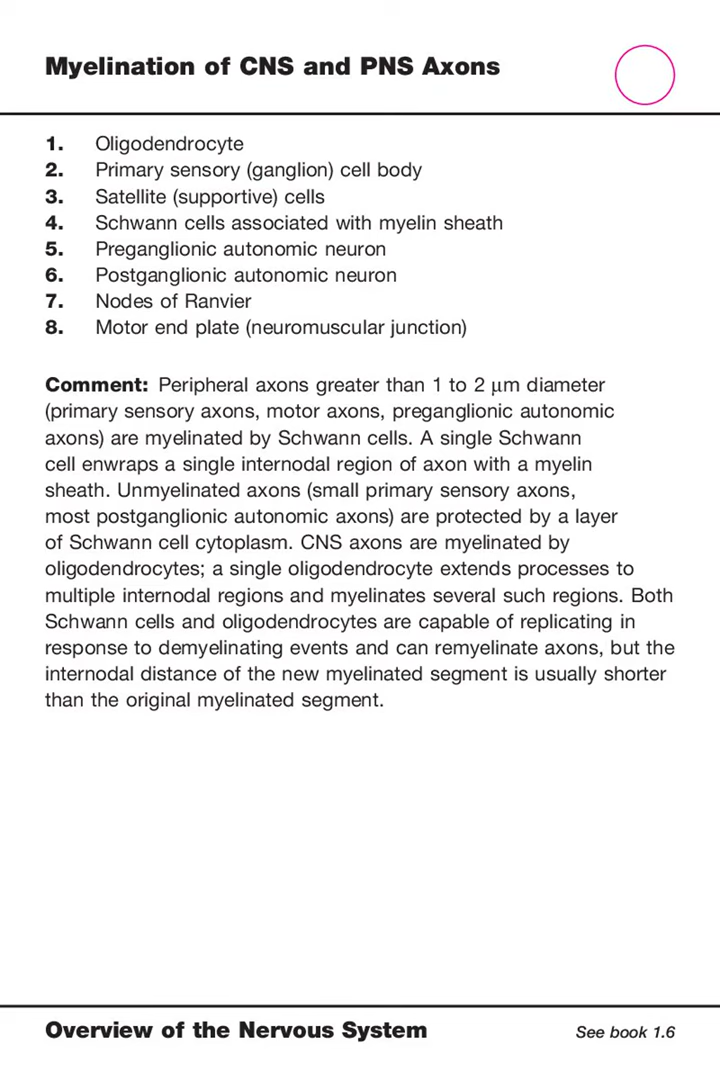 Myelination of CNS and PNS Axons
1. Oligodendrocyte
2. Primary sensory (ganglion) cell body
3. Satellite (supportive) cells
4. Schwann cells associated with myelin sheath
5. Preganglionic autonomic neuron
6. Postganglionic autonomic neuron
7. Nodes of Ranvier
8. Motor end plate (neuromuscular junction)
Comment: Peripheral axons greater than 1 to 2 μm diameter
(primary sensory axons, motor axons, preganglionic autonomic
axons) are myelinated by Schwann cells. A single Schwann
cell enwraps a single internodal region of axon with a myelin
sheath. Unmyelinated axons (small primary sensory axons,
most postganglionic autonomic axons) are protected by a layer
of Schwann cell cytoplasm. CNS axons are myelinated by
oligodendrocytes; a single oligodendrocyte extends processes to
multiple internodal regions and myelinates several such regions. Both
Schwann cells and oligodendrocytes are capable of replicating in
response to demyelinating events and can remyelinate axons, but the
internodal distance of the new myelinated segment is usually shorter
than the original myelinated segment.
Overview of the Nervous System
See book 1.6